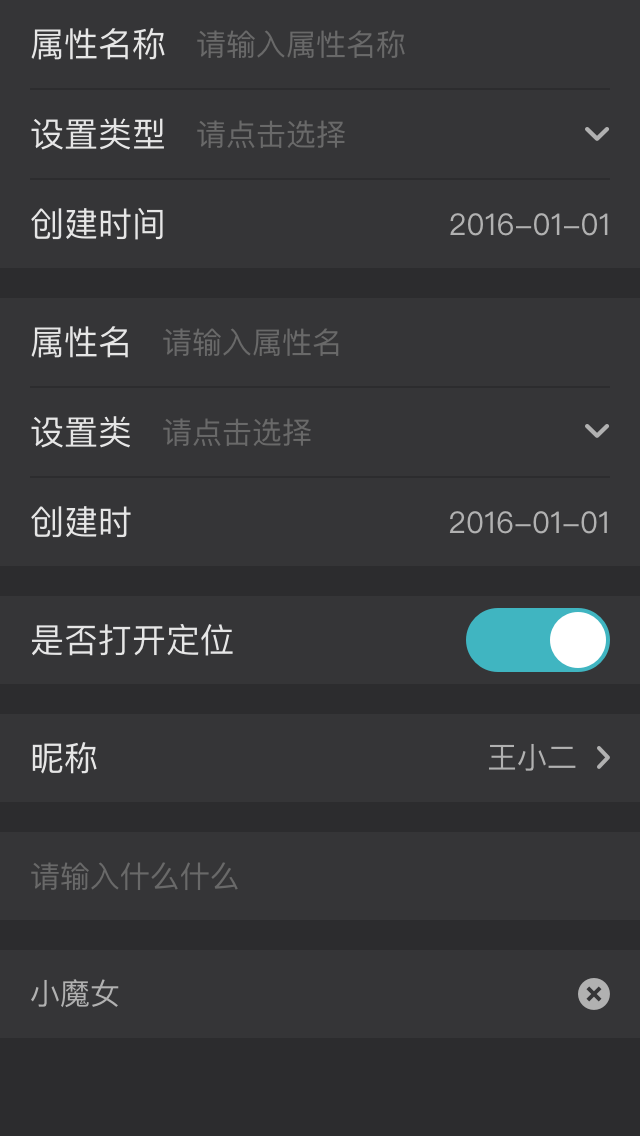 属性名称 请输入属性名称
设置类型 请点击选择
创建时间 2016-01-01
属性名 请输入属性名
设置类 请点击选择
创建时 2016-01-01
是否打开定位
昵称 王小二
请输入什么什么
小魔女